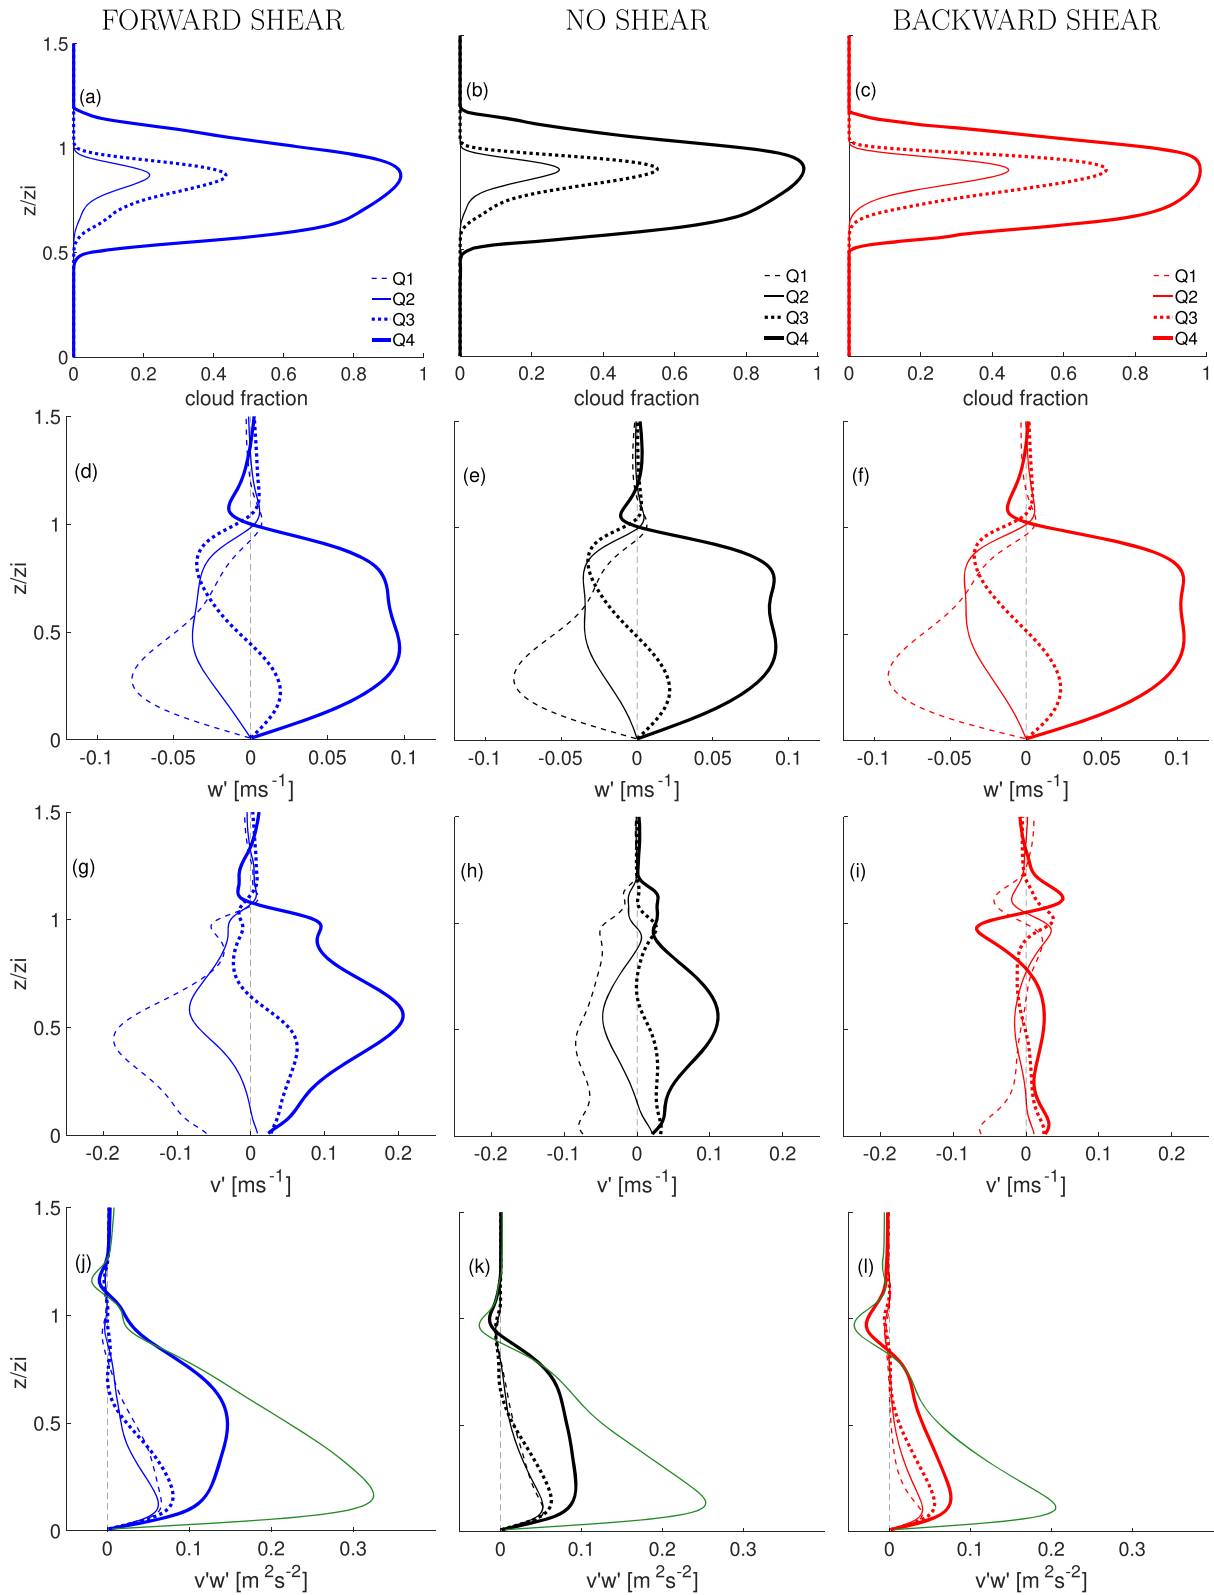 FORWARD SHEAR
NO SHEAR
BACKWARD SHEAR
1.5
1
0.5
0
z/zi
(a)
Q1
Q2
Q3
Q4
0 0.2 0.4 0.6 0.8 1
cloud fraction
(b)
Q1
Q2
Q3
Q4
0 0.2 0.4 0.6 0.8 1
cloud fraction
(c)
Q1
Q2
Q3
Q4
0 0.2 0.4 0.6 0.8 1
cloud fraction
1.5
1
0.5
0
z/zi
(d)
-0.1 -0.05 0 0.05 0.1
w' [ms-1]
(e)
-0.1 -0.05 0 0.05 0.1
w' [ms-1]
(f)
-0.1 -0.05 0 0.05 0.1
w' [ms-1]
1.5
1
0.5
0
z/zi
(g)
-0.2 -0.1 0 0.1 0.2
v' [ms-1]
(h)
-0.2 -0.1 0 0.1 0.2
v' [ms-1]
(i)
-0.2 -0.1 0 0.1 0.2
v' [ms-1]
1.5
1
0.5
0
z/zi
(j)
0 0.1 0.2 0.3
v'w' [m2s-2]
(k)
0 0.1 0.2 0.3
v'w' [m2s-2]
(l)
0 0.1 0.2 0.3
v'w' [m2s-2]